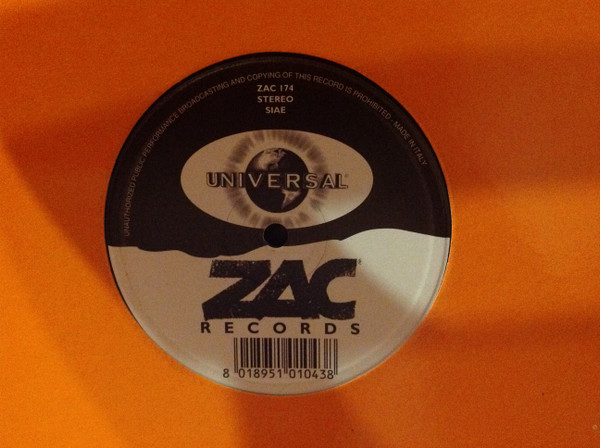 UNAUTHORIZED PUBLIC PERFORMANCE BROADCASTING AND COPYING OF THIS RECORD IS PROHIBITED - MADE IN ITALY
ZAC 174
STEREO
SIAE
UNIVERSAL
ZAC
RECORDS
8 018951 010438